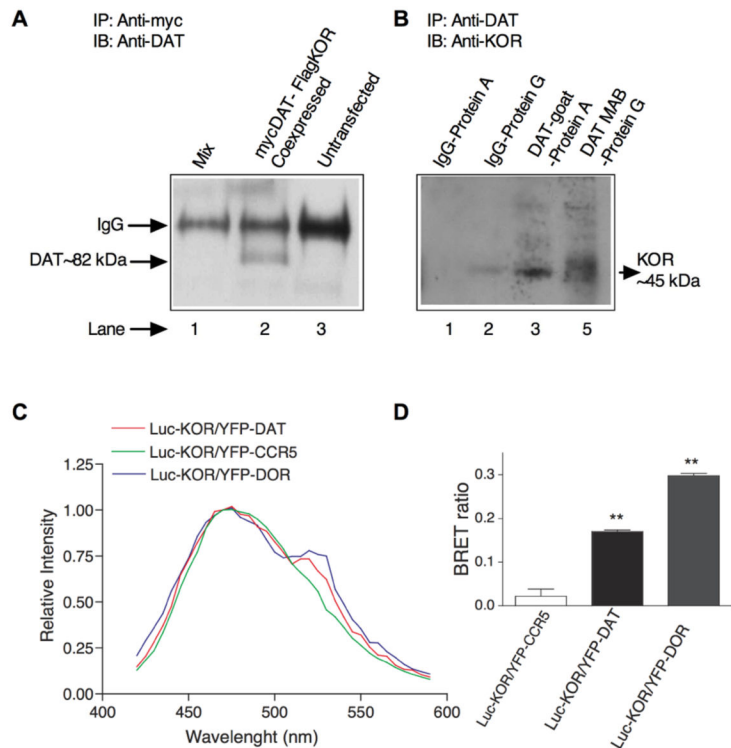 A
IP: Anti-myc
IB: Anti-DAT
Mix
mycDAT- FlagKOR
Coexpressed
Untransfected
IgG
DAT~82 kDa
Lane
1 2 3
B
IP: Anti-DAT
IB: Anti-KOR
IgG-Protein A
IgG-Protein G
DAT-goat
-Protein A
DAT MAB
-Protein G
KOR
~45 kDa
1 2 3 5
C
Luc-KOR/YFP-DAT
Luc-KOR/YFP-CCR5
Luc-KOR/YFP-DOR
Relative Intensity
1.25
1.00
0.75
0.50
0.25
0.00
400 450 500 550 600
Wavelenght (nm)
D
BRET ratio
0.3
0.2
0.1
0.0
**
**
Luc-KOR/YFP-CCR5
Luc-KOR/YFP-DAT
Luc-KOR/YFP-DOR